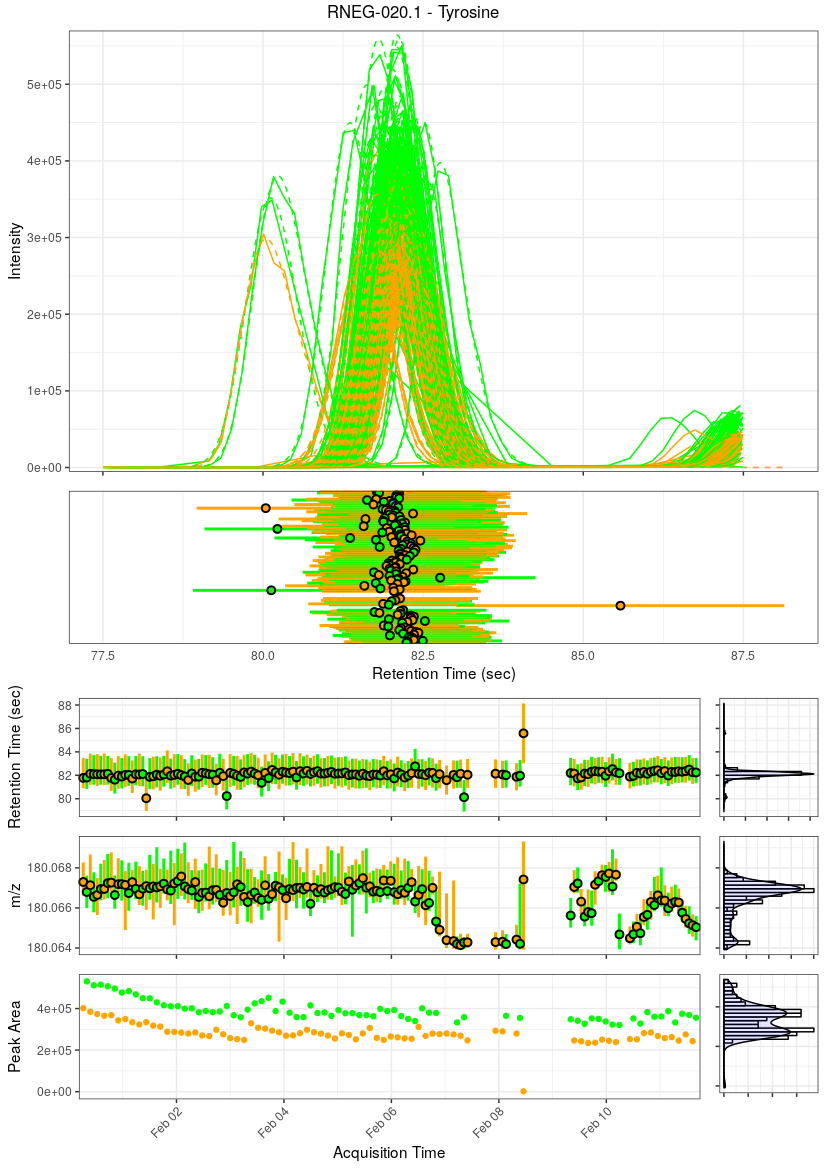 RNEG-020.1 - Tyrosine
Intensity
5e+05
4e+05
3e+05
2e+05
1e+05
0e+00
77.5 80.0 82.5 85.0 87.5
Retention Time (sec)
Retention Time (sec)
88
86
84
82
80
m/z
180.068
180.066
180.064
Peak Area
4e+05
2e+05
0e+00
Feb 02 Feb 04 Feb 06 Feb 08 Feb 10
Acquisition Time